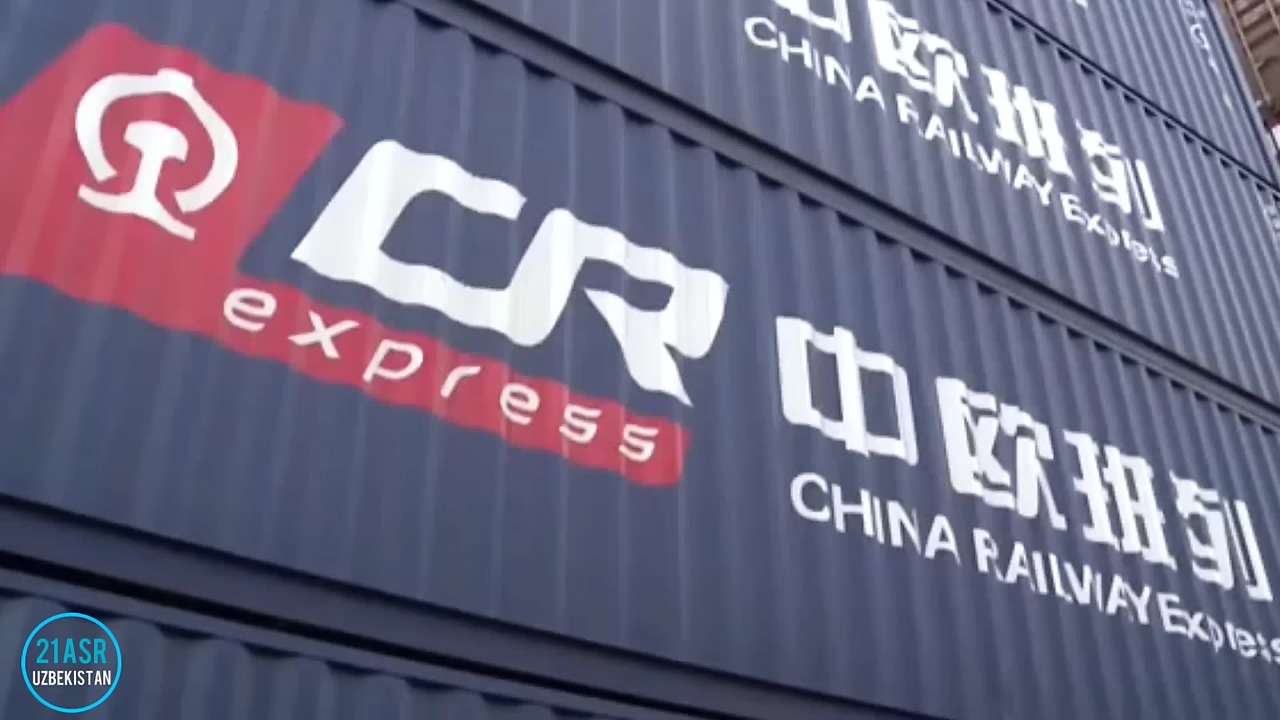 中欧班列
CHINA RAILWAY Express
CR
express
中欧班列
CHINA RAILWAY Express
21ASR
UZBEKISTAN